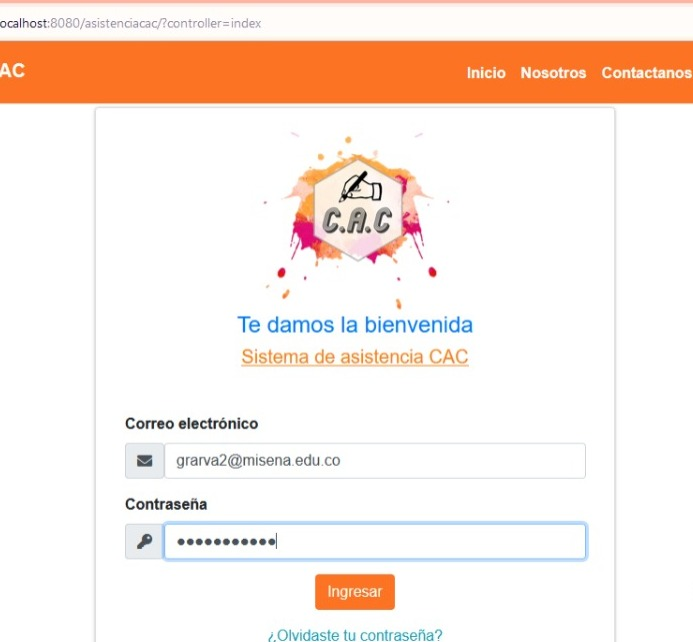 ocalhost:8080/asistenciacac/?controller=index
AC
Inicio Nosotros Contactanos
C.A.C
Te damos la bienvenida
Sistema de asistencia CAC
Correo electrónico
grarva2@misena.edu.co
Contraseña
●●●●●●●●●●●
Ingresar
¿Olvidaste tu contraseña?